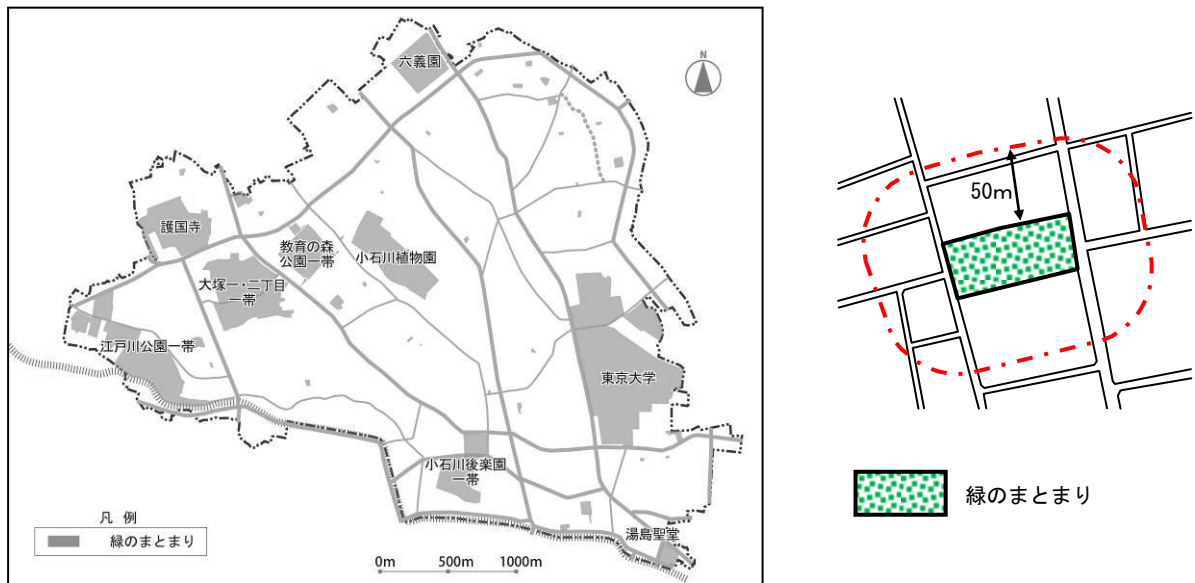 六義園
N
護国寺
教育の森
公園一帯
小石川植物園
大塚一・二丁目
一帯
江戸川公園一帯
東京大学
小石川後楽園
一帯
湯島聖堂
凡 例
緑のまとまり
0m 500m 1000m
50m
緑のまとまり